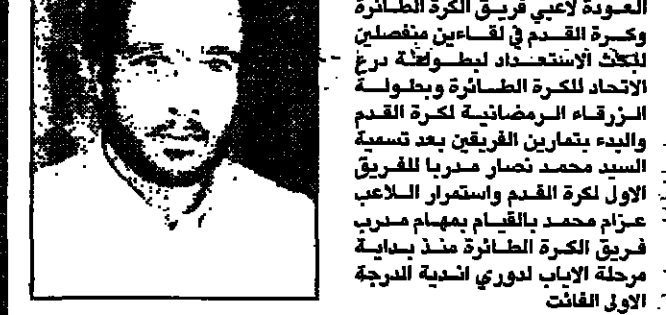 العودة لاعبي فريق الكرة الطائرة
وكرة القدم في لقاءين منفصلين
لبحث الاستعداد لبطولة درع
الاتحاد للكرة الطائرة وبطولة
الزرقاء الرمضانية لكرة القدم
والبدء بتمارين الفريقين بعد تسمية
السيد محمد نصار مدربا للفريق
الاول لكرة القدم واستمرار اللاعب
عزام محمد بالقيام بمهام مدرب
فريق الكرة الطائرة منذ بداية
مرحلة الاياب لدوري اندية الدرجة
الاولى الفائت